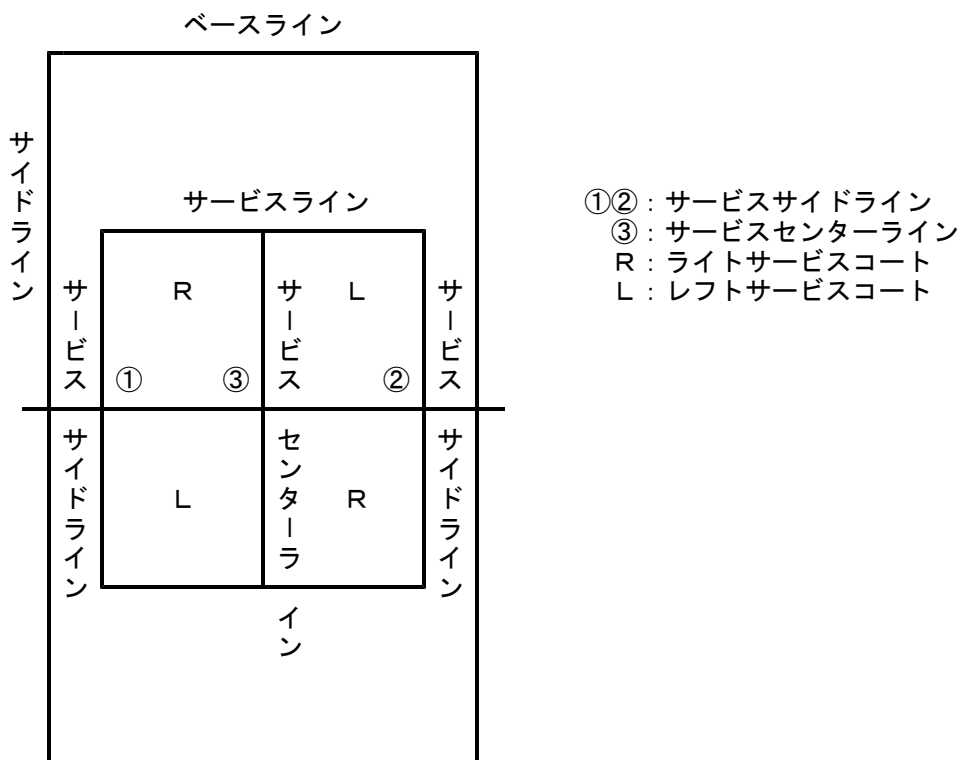 ベースライン
サイドライン
サービスライン
サービスサイドライン
R
サービスセンターライン
L
サービスサイドライン
①
③
②
L
R
①②：サービスサイドライン
③：サービスセンターライン
R：ライトサービスコート
L：レフトサービスコート